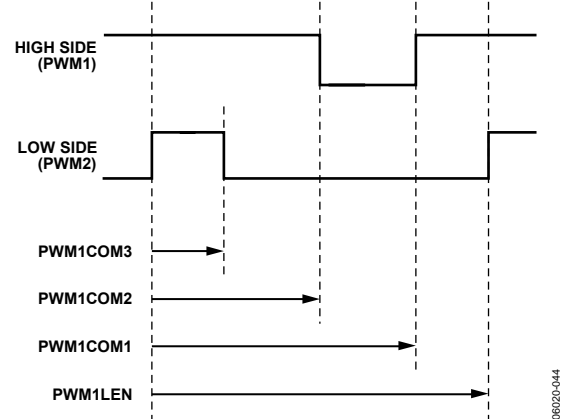 HIGH SIDE
(PWM1)
LOW SIDE
(PWM2)
PWM1COM3
PWM1COM2
PWM1COM1
PWM1LEN
06020-044